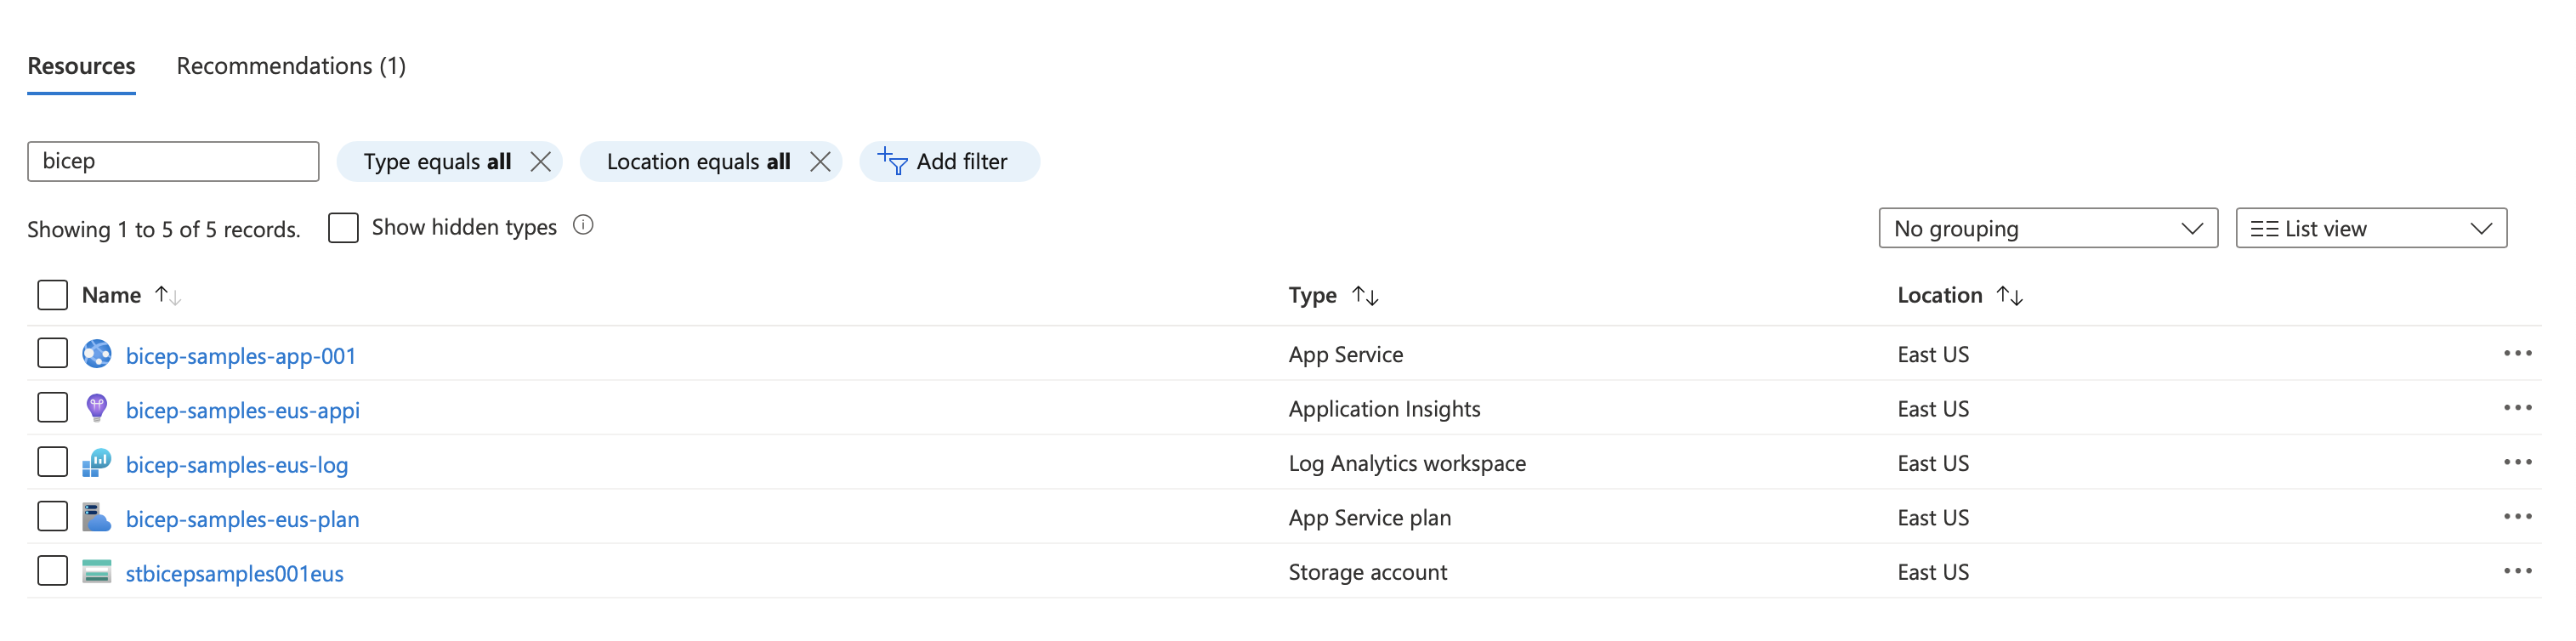 Resources Recommendations (1)
bicep Type equals all Location equals all Add filter
Showing 1 to 5 of 5 records. Show hidden types No grouping List view
Name Type Location
bicep-samples-app-001 App Service East US
bicep-samples-eus-appi Application Insights East US
bicep-samples-eus-log Log Analytics workspace East US
bicep-samples-eus-plan App Service plan East US
stbicepsamples001eus Storage account East US